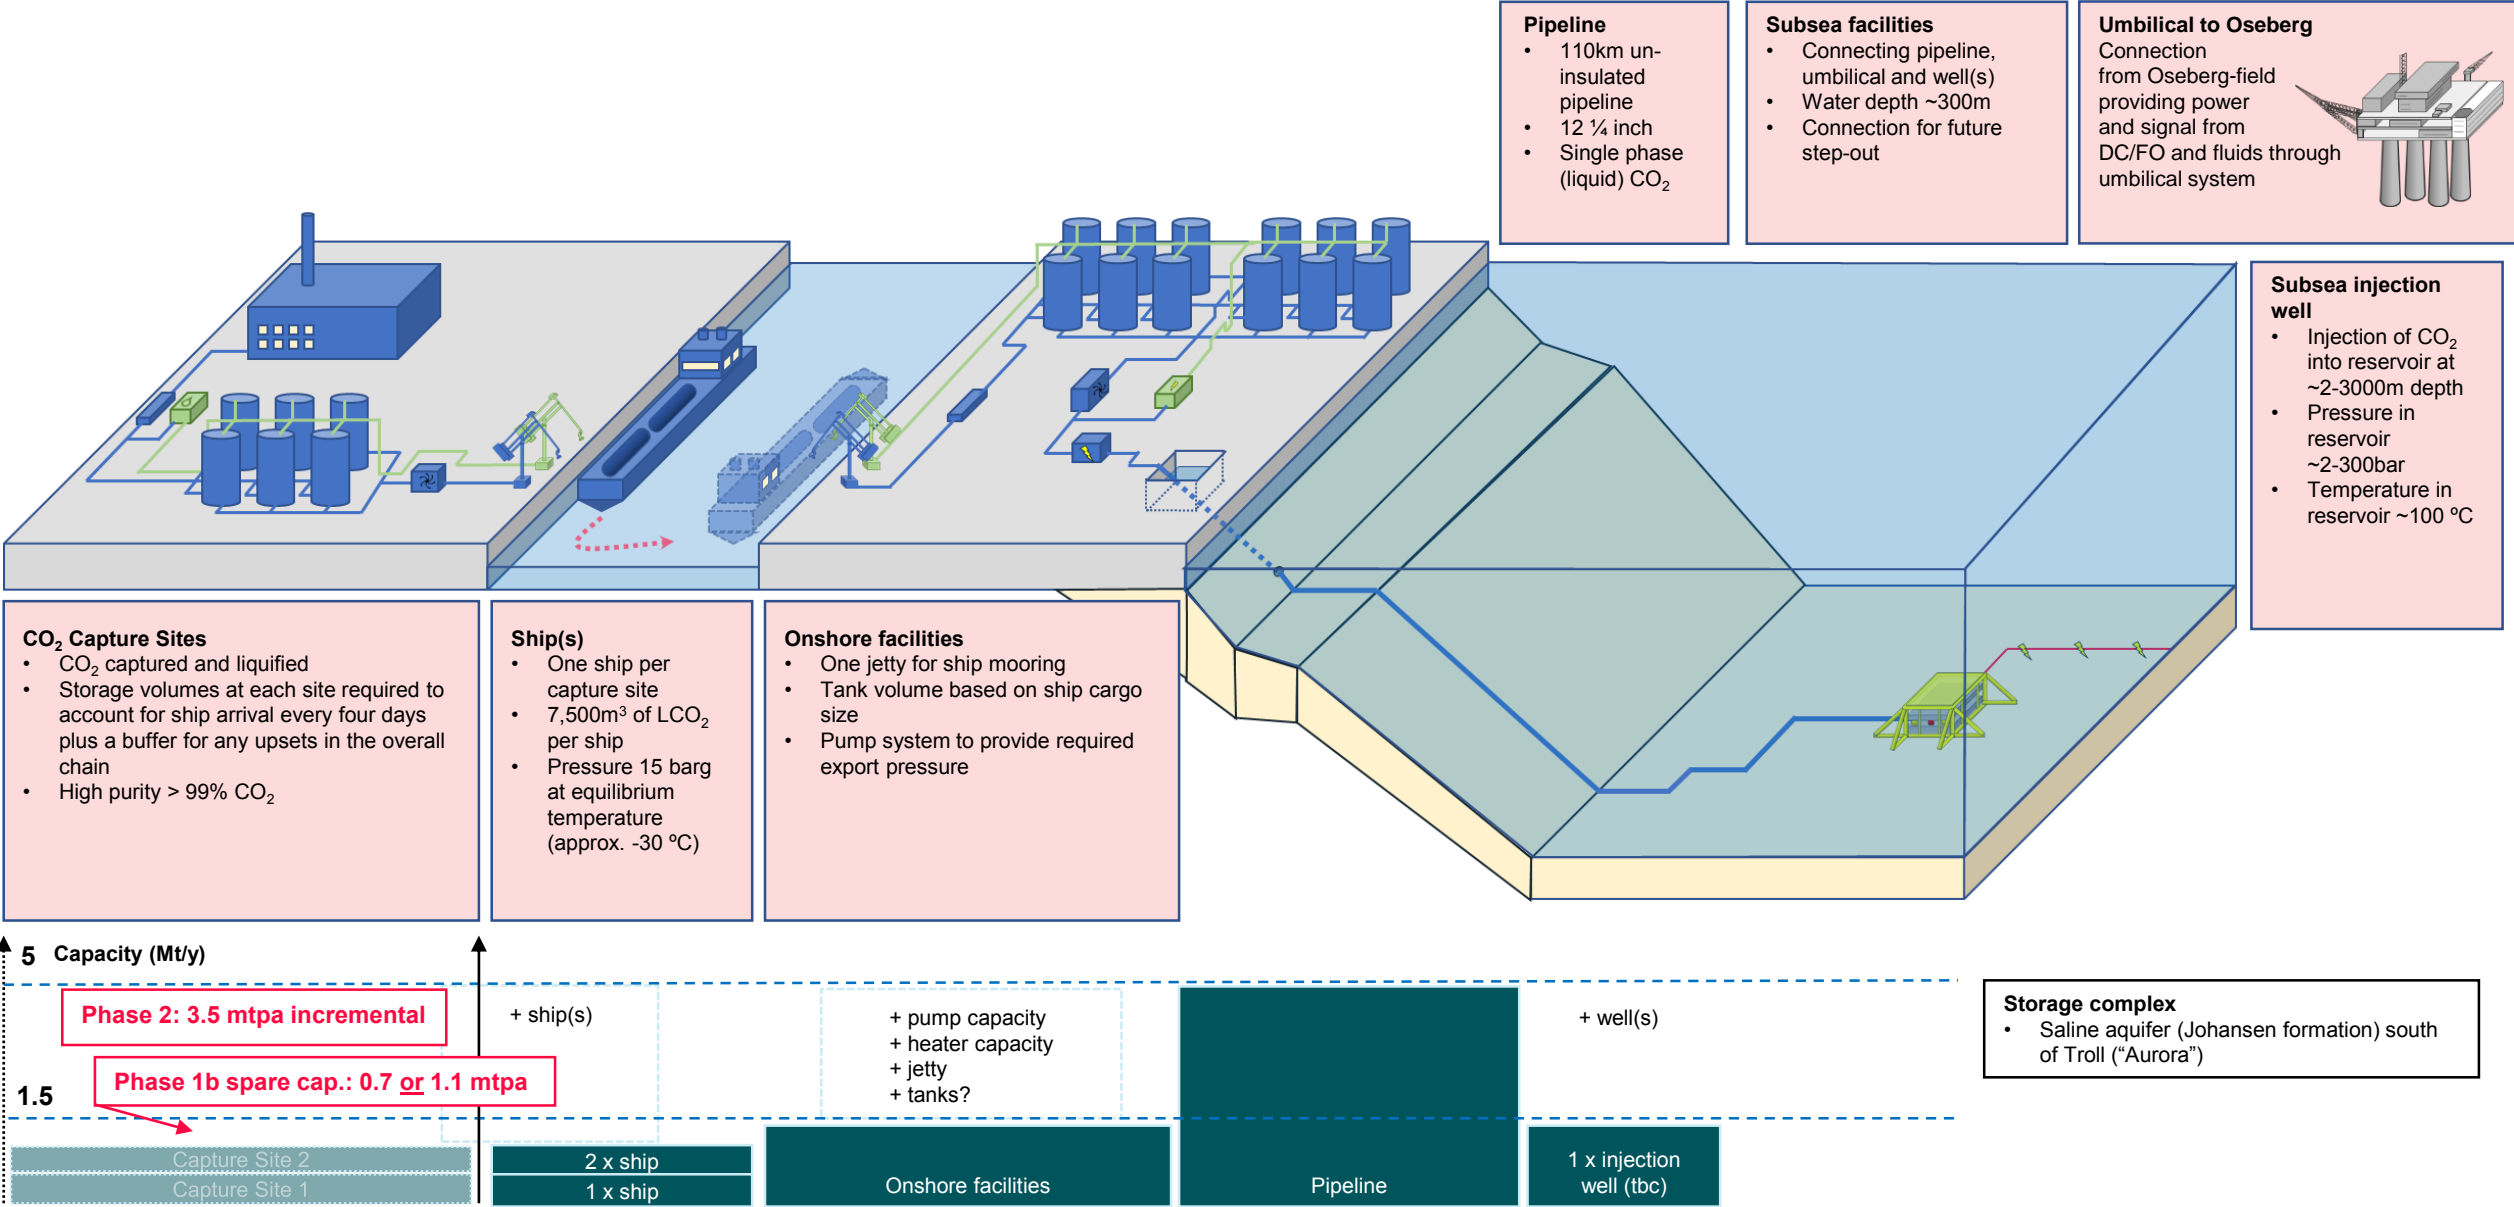 Pipeline
• 110km un-
insulated
pipeline
• 12 ¼ inch
• Single phase
(liquid) CO₂
Subsea facilities
• Connecting pipeline,
umbilical and well(s)
• Water depth ~300m
• Connection for future
step-out
Umbilical to Oseberg
Connection
from Oseberg-field
providing power
and signal from
DC/FO and fluids through
umbilical system
Subsea injection
well
• Injection of CO₂
into reservoir at
~2-3000m depth
• Pressure in
reservoir
~2-300bar
• Temperature in
reservoir ~100 ºC
CO₂ Capture Sites
• CO₂ captured and liquified
• Storage volumes at each site required to
account for ship arrival every four days
plus a buffer for any upsets in the overall
chain
• High purity > 99% CO₂
Ship(s)
• One ship per
capture site
• 7,500m³ of LCO₂
per ship
• Pressure 15 barg
at equilibrium
temperature
(approx. -30 ºC)
Onshore facilities
• One jetty for ship mooring
• Tank volume based on ship cargo
size
• Pump system to provide required
export pressure
5 Capacity (Mt/y)
Phase 2: 3.5 mtpa incremental
Phase 1b spare cap.: 0.7 or 1.1 mtpa
1.5
Capture Site 2
Capture Site 1
+ ship(s)
2 x ship
1 x ship
+ pump capacity
+ heater capacity
+ jetty
+ tanks?
Onshore facilities
Pipeline
+ well(s)
1 x injection
well (tbc)
Storage complex
• Saline aquifer (Johansen formation) south
of Troll (“Aurora”)